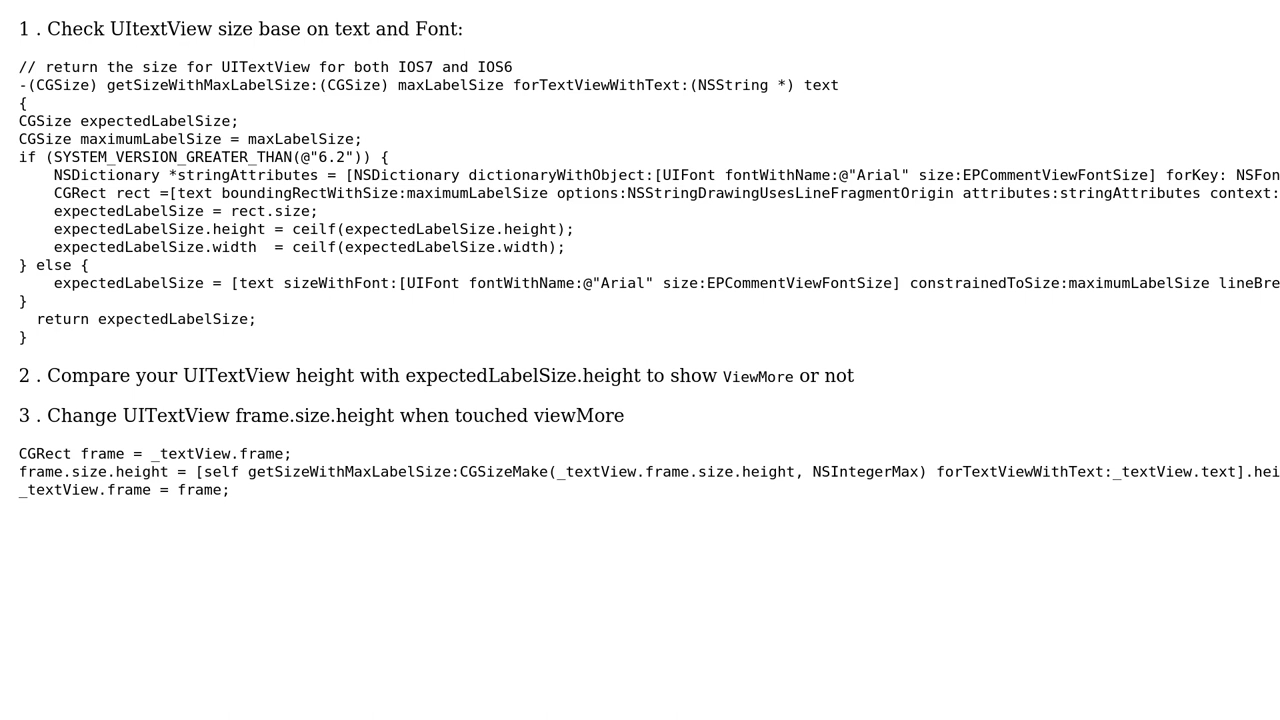 1 . Check UItextView size base on text and Font:
// return the size for UITextView for both IOS7 and IOS6
-(CGSize) getSizeWithMaxLabelSize:(CGSize) maxLabelSize forTextViewWithText:(NSString *) text
{
CGSize expectedLabelSize;
CGSize maximumLabelSize = maxLabelSize;
if (SYSTEM_VERSION_GREATER_THAN(@"6.2")) {
    NSDictionary *stringAttributes = [NSDictionary dictionaryWithObject:[UIFont fontWithName:@"Arial" size:EPCommentViewFontSize] forKey: NSFon
    CGRect rect =[text boundingRectWithSize:maximumLabelSize options:NSStringDrawingUsesLineFragmentOrigin attributes:stringAttributes context:
    expectedLabelSize = rect.size;
    expectedLabelSize.height = ceilf(expectedLabelSize.height);
    expectedLabelSize.width  = ceilf(expectedLabelSize.width);
} else {
    expectedLabelSize = [text sizeWithFont:[UIFont fontWithName:@"Arial" size:EPCommentViewFontSize] constrainedToSize:maximumLabelSize lineBre
}
  return expectedLabelSize;
}
2 . Compare your UITextView height with expectedLabelSize.height to show ViewMore or not
3 . Change UITextView frame.size.height when touched viewMore
CGRect frame = _textView.frame;
frame.size.height = [self getSizeWithMaxLabelSize:CGSizeMake(_textView.frame.size.height, NSIntegerMax) forTextViewWithText:_textView.text].hei
_textView.frame = frame;